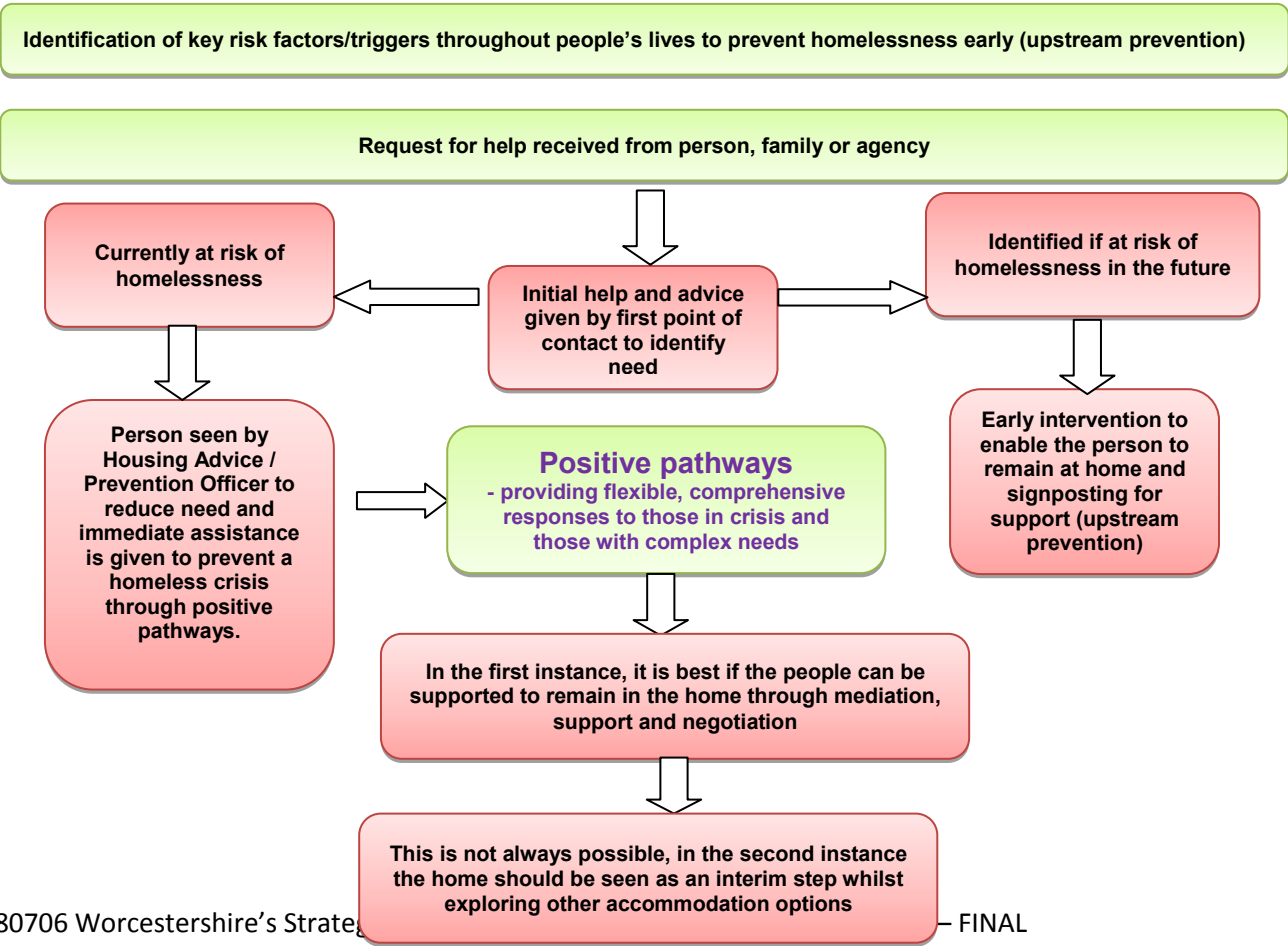 Identification of key risk factors/triggers throughout people's lives to prevent homelessness early (upstream prevention)
Request for help received from person, family or agency
Currently at risk of
homelessness
Initial help and advice
given by first point of
contact to identify
need
Identified if at risk of
homelessness in the future
Person seen by
Housing Advice /
Prevention Officer to
reduce need and
immediate assistance
is given to prevent a
homeless crisis
through positive
pathways.
Positive pathways
- providing flexible, comprehensive
responses to those in crisis and
those with complex needs
Early intervention to
enable the person to
remain at home and
signposting for
support (upstream
prevention)
In the first instance, it is best if the people can be
supported to remain in the home through mediation,
support and negotiation
This is not always possible, in the second instance
the home should be seen as an interim step whilst
exploring other accommodation options
80706 Worcestershire's Strateg – FINAL